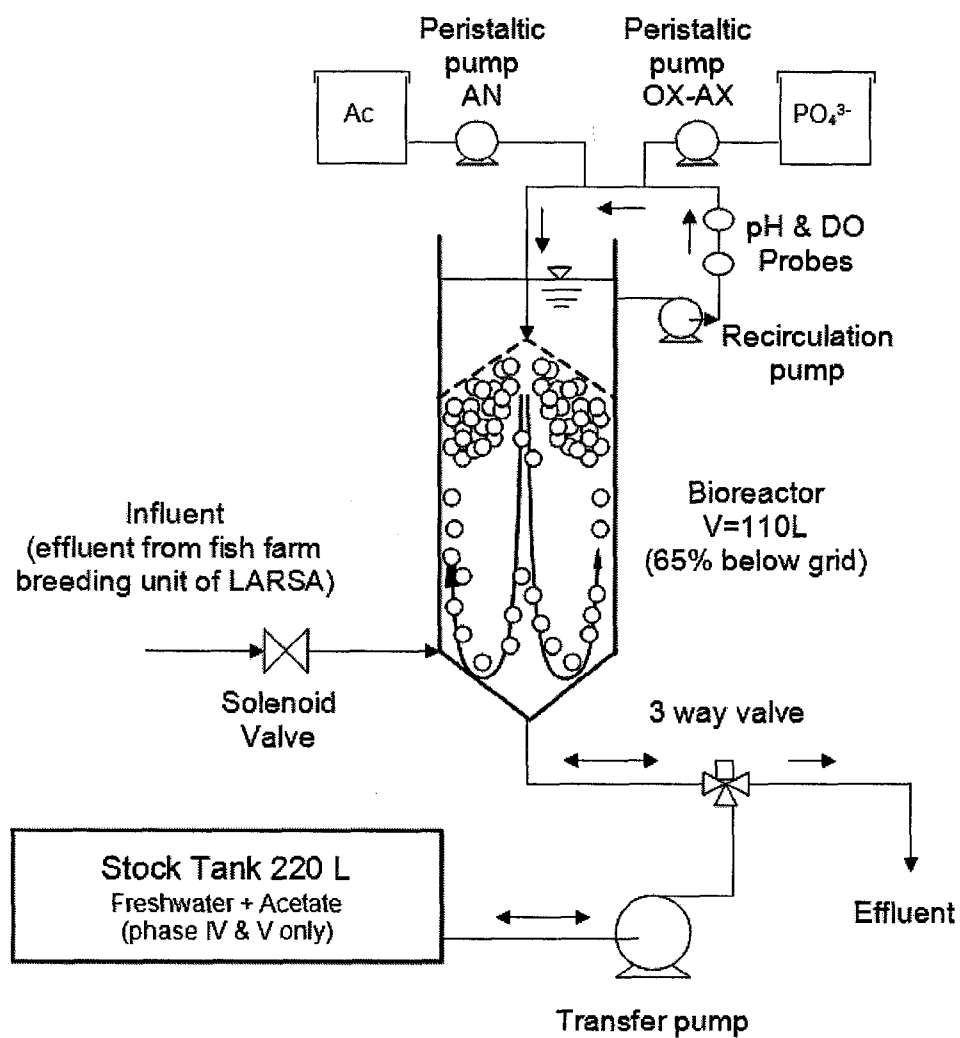 Peristaltic
pump
AN
Peristaltic
pump
OX-AX
Ac
PO₄³⁻
pH & DO
Probes
Recirculation
pump
Bioreactor
V=110L
(65% below grid)
Influent
(effluent from fish farm
breeding unit of LARSA)
Solenoid
Valve
3 way valve
Stock Tank 220 L
Freshwater + Acetate
(phase IV & V only)
Effluent
Transfer pump